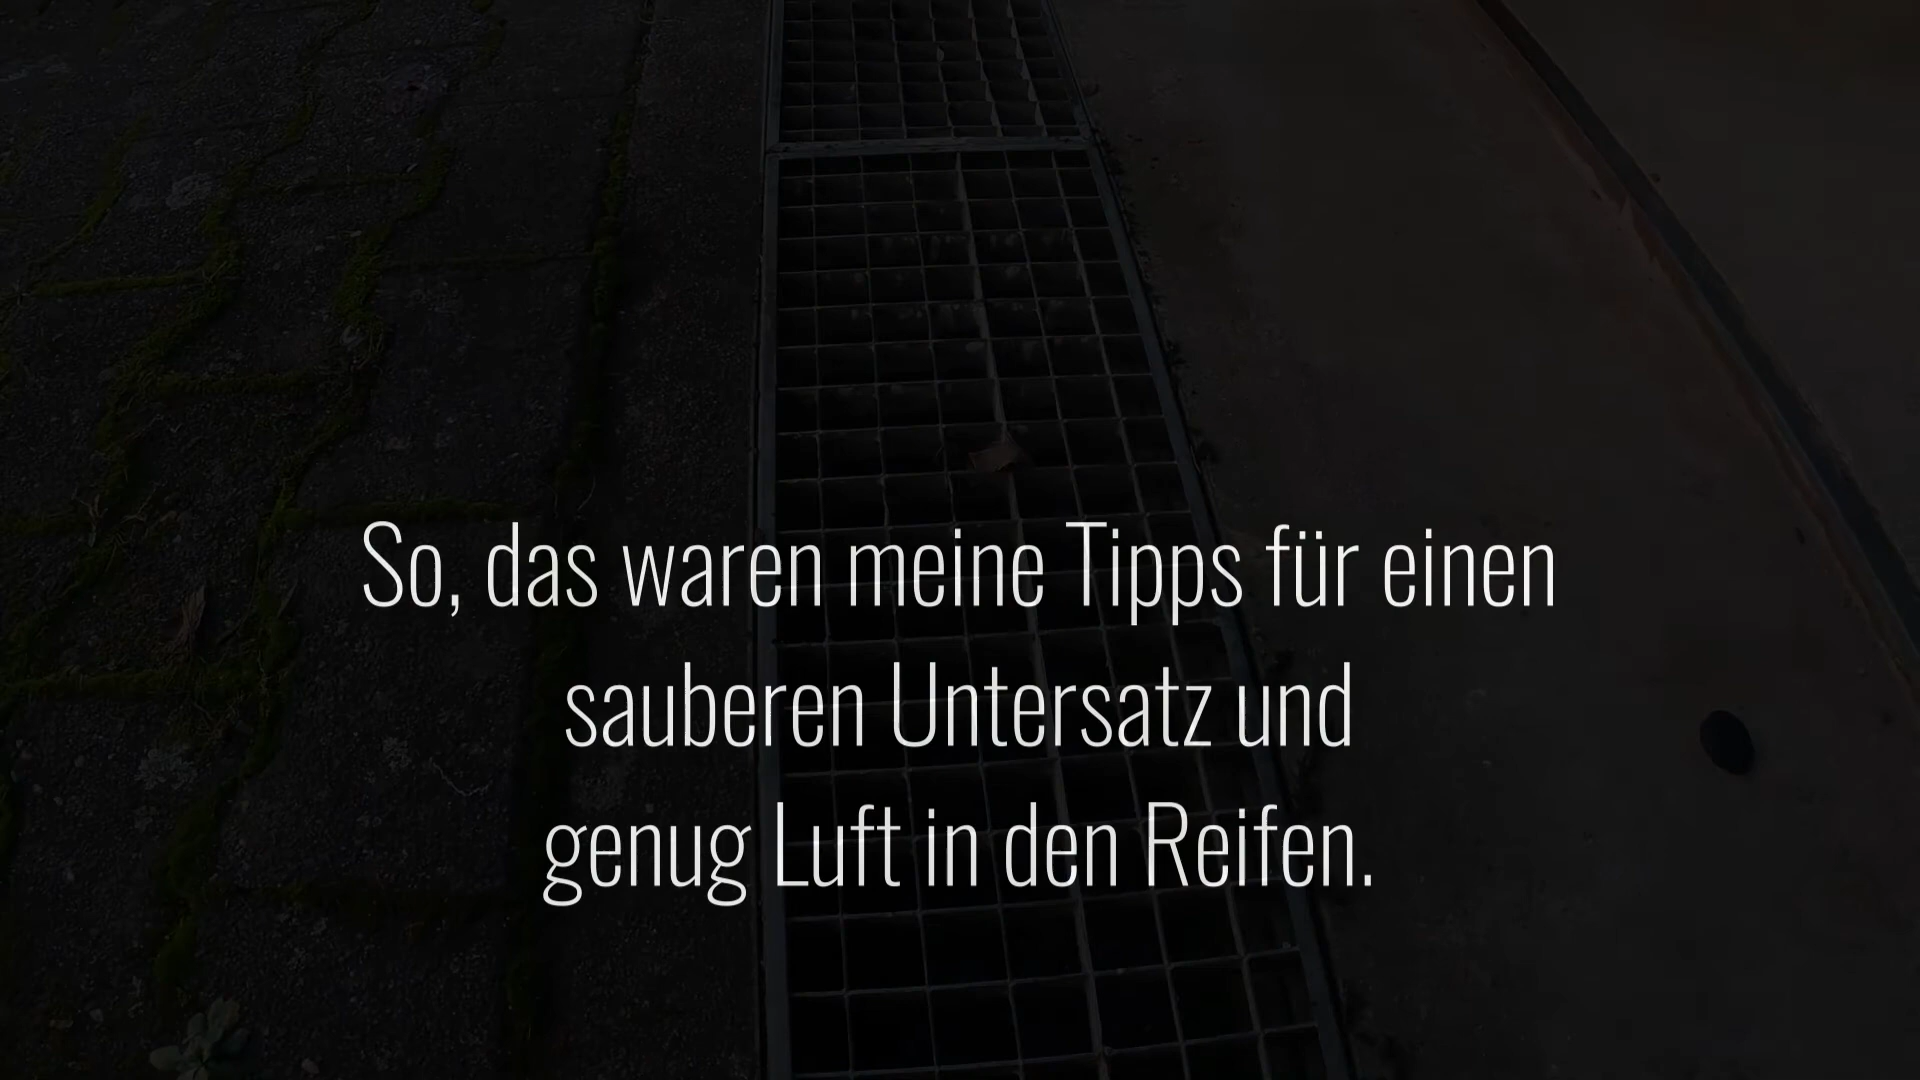 So, das waren meine Tipps für einen
sauberen Untersatz und
genug Luft in den Reifen.